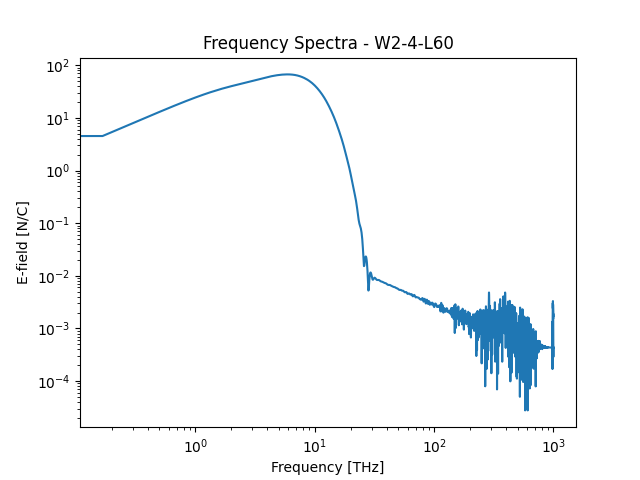 Frequency Spectra - W2-4-L60
E-field [N/C]
10²
10¹
10⁰
10⁻¹
10⁻²
10⁻³
10⁻⁴
10⁰ 10¹ 10² 10³
Frequency [THz]